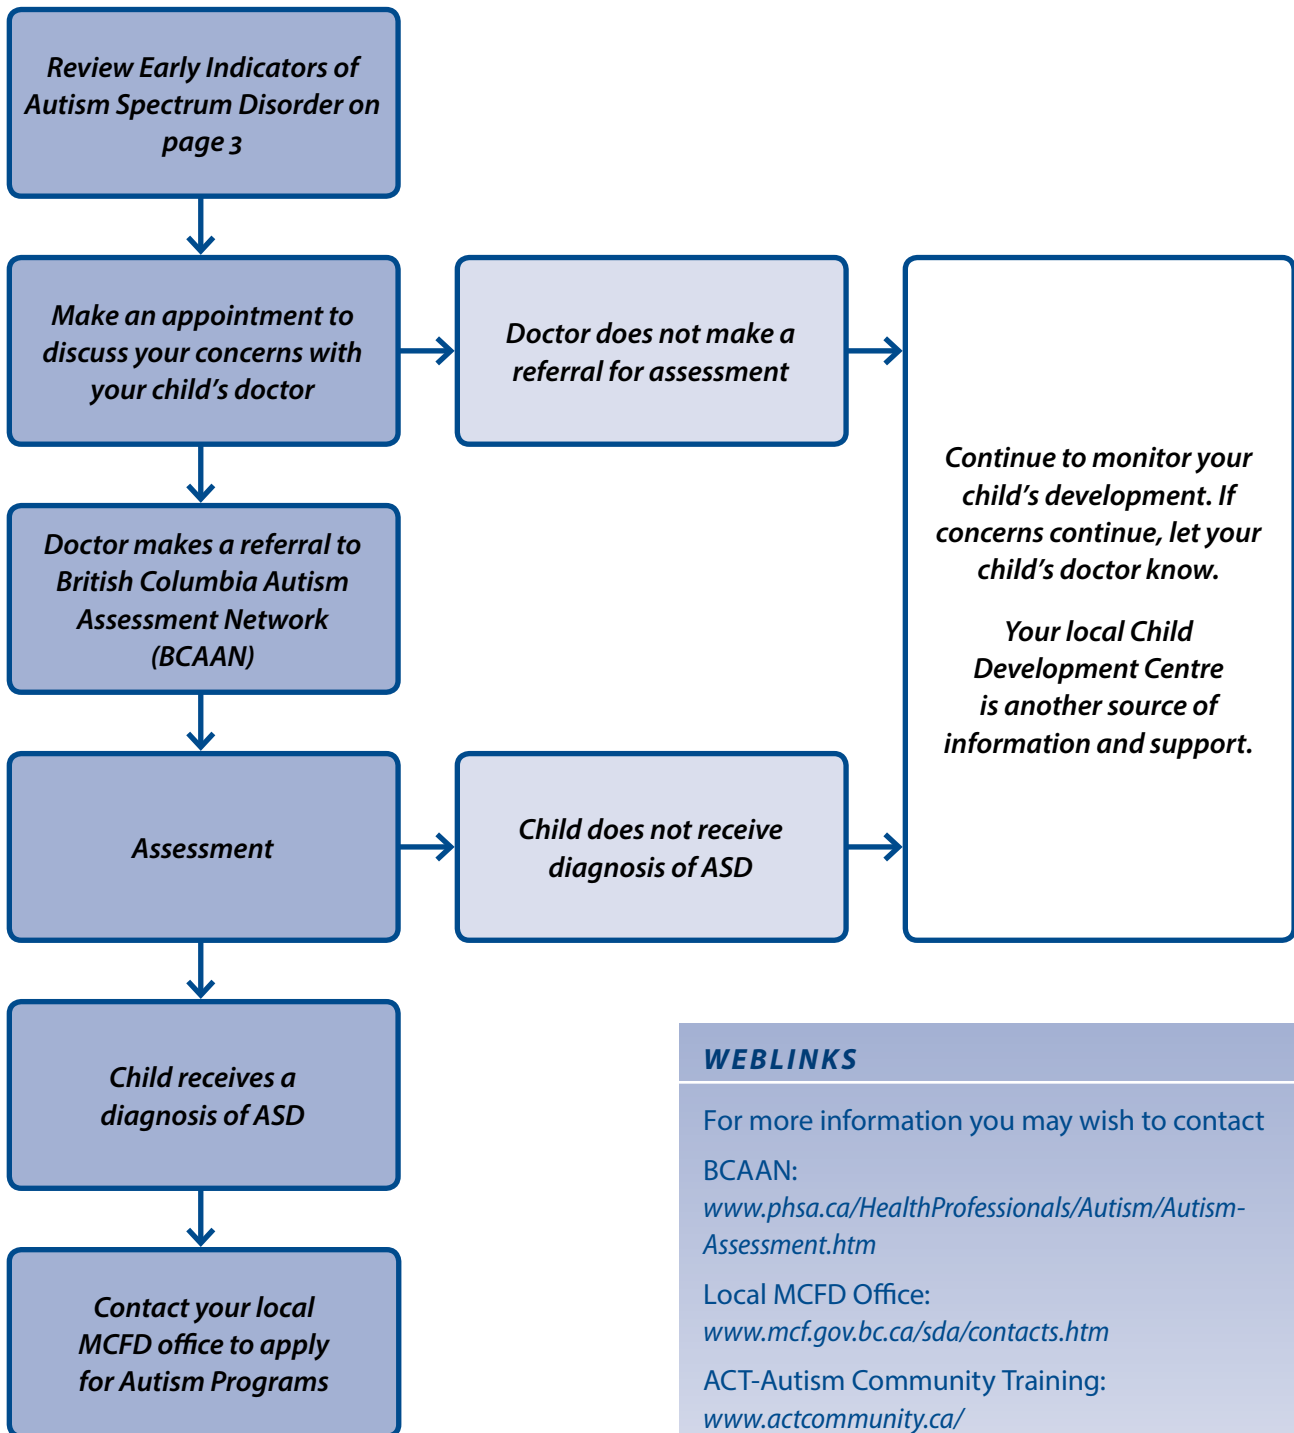 Review Early Indicators of
Autism Spectrum Disorder on
page 3
Make an appointment to
discuss your concerns with
your child's doctor
Doctor does not make a
referral for assessment
Continue to monitor your
child's development. If
concerns continue, let your
child's doctor know.
Your local Child
Development Centre
is another source of
information and support.
Doctor makes a referral to
British Columbia Autism
Assessment Network
(BCAAN)
Assessment
Child does not receive
diagnosis of ASD
Child receives a
diagnosis of ASD
Contact your local
MCFD office to apply
for Autism Programs
WEBLINKS
For more information you may wish to contact
BCAAN:
www.phsa.ca/HealthProfessionals/Autism/Autism-
Assessment.htm
Local MCFD Office:
www.mcf.gov.bc.ca/sda/contacts.htm
ACT-Autism Community Training:
www.actcommunity.ca/